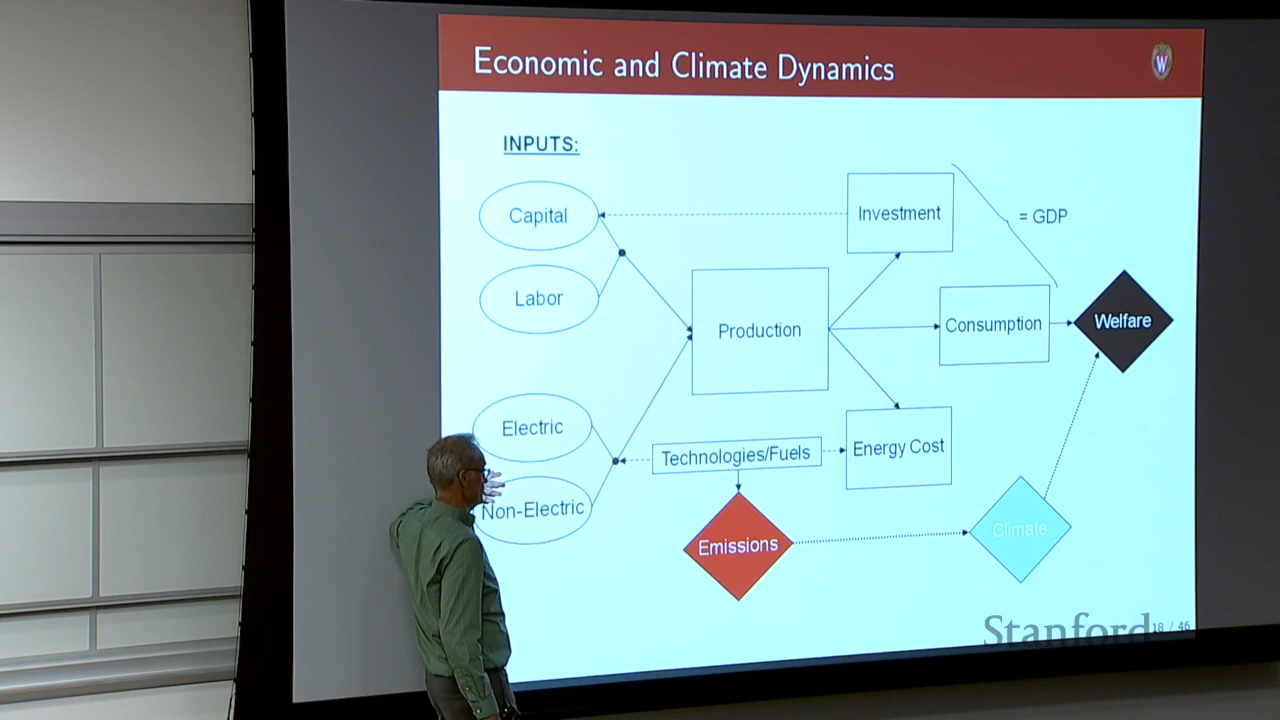 Economic and Climate Dynamics
W
INPUTS:
Capital
Investment
= GDP
Labor
Production
Consumption
Welfare
Electric
Technologies/Fuels
Energy Cost
Non-Electric
Emissions
Climate
Stanford
18 / 46